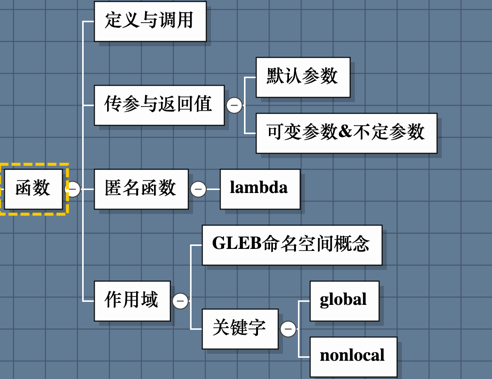 定义与调用
传参与返回值
默认参数
可变参数&不定参数
函数
匿名函数
lambda
作用域
GLEB命名空间概念
关键字
global
nonlocal